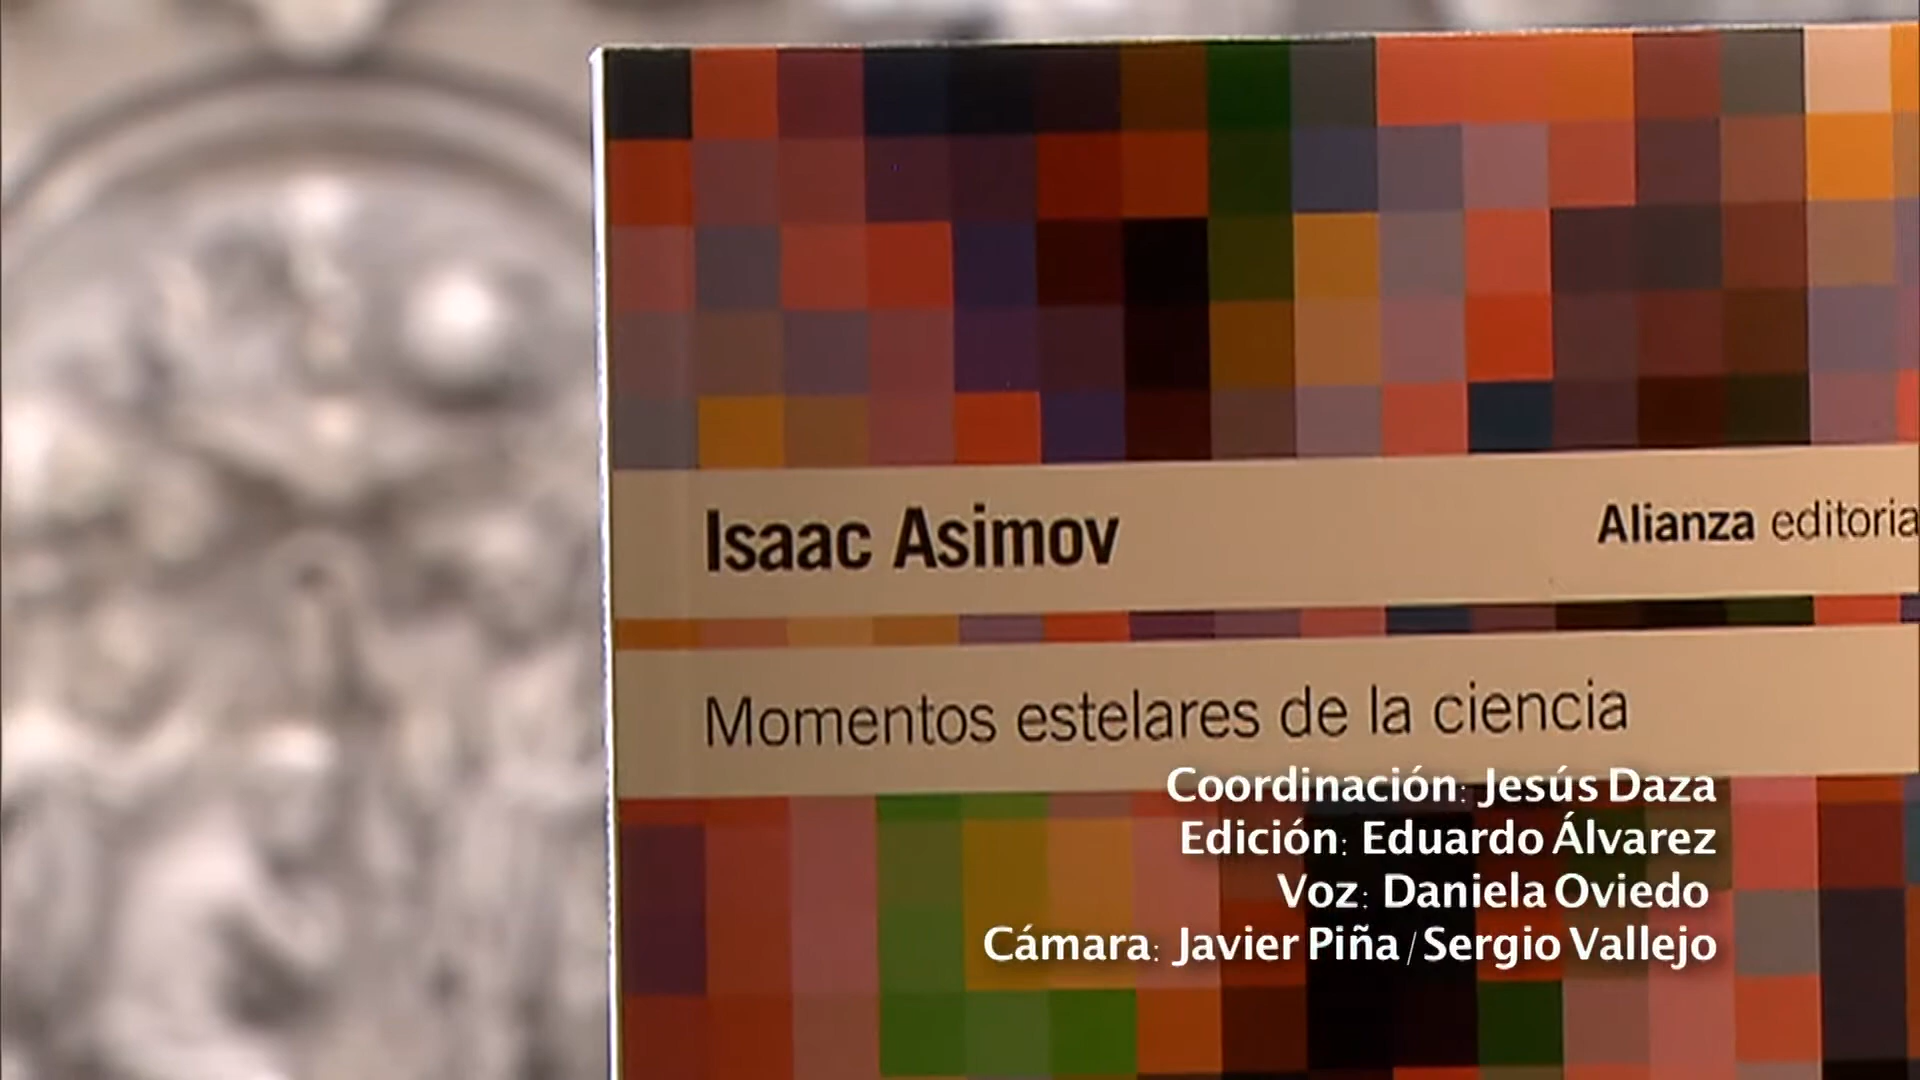 Isaac Asimov
Alianza editoria
Momentos estelares de la ciencia
Coordinación: Jesús Daza
Edición: Eduardo Álvarez
Voz: Daniela Oviedo
Cámara: Javier Piña / Sergio Vallejo